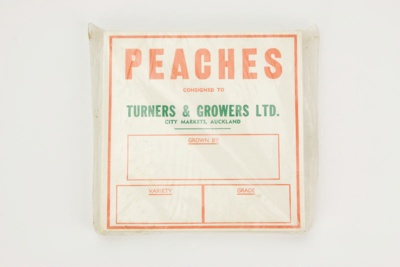 PEACHES
CONSIGNED TO
TURNERS & GROWERS LTD.
CITY MARKETS, AUCKLAND
GROWN BY
VARIETY GRADE